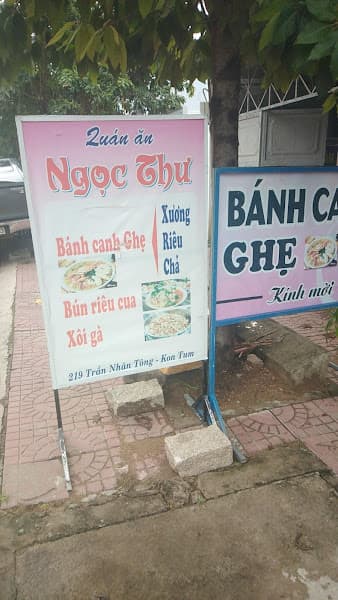 Quán ăn
Ngọc Thư
Bánh canh Ghẹ
Xương
Riêu
Chả
Bún riêu cua
Xôi gà
219 Trần Nhân Tông - Kon Tum
BÁNH CA
GHẸ
Kính mời